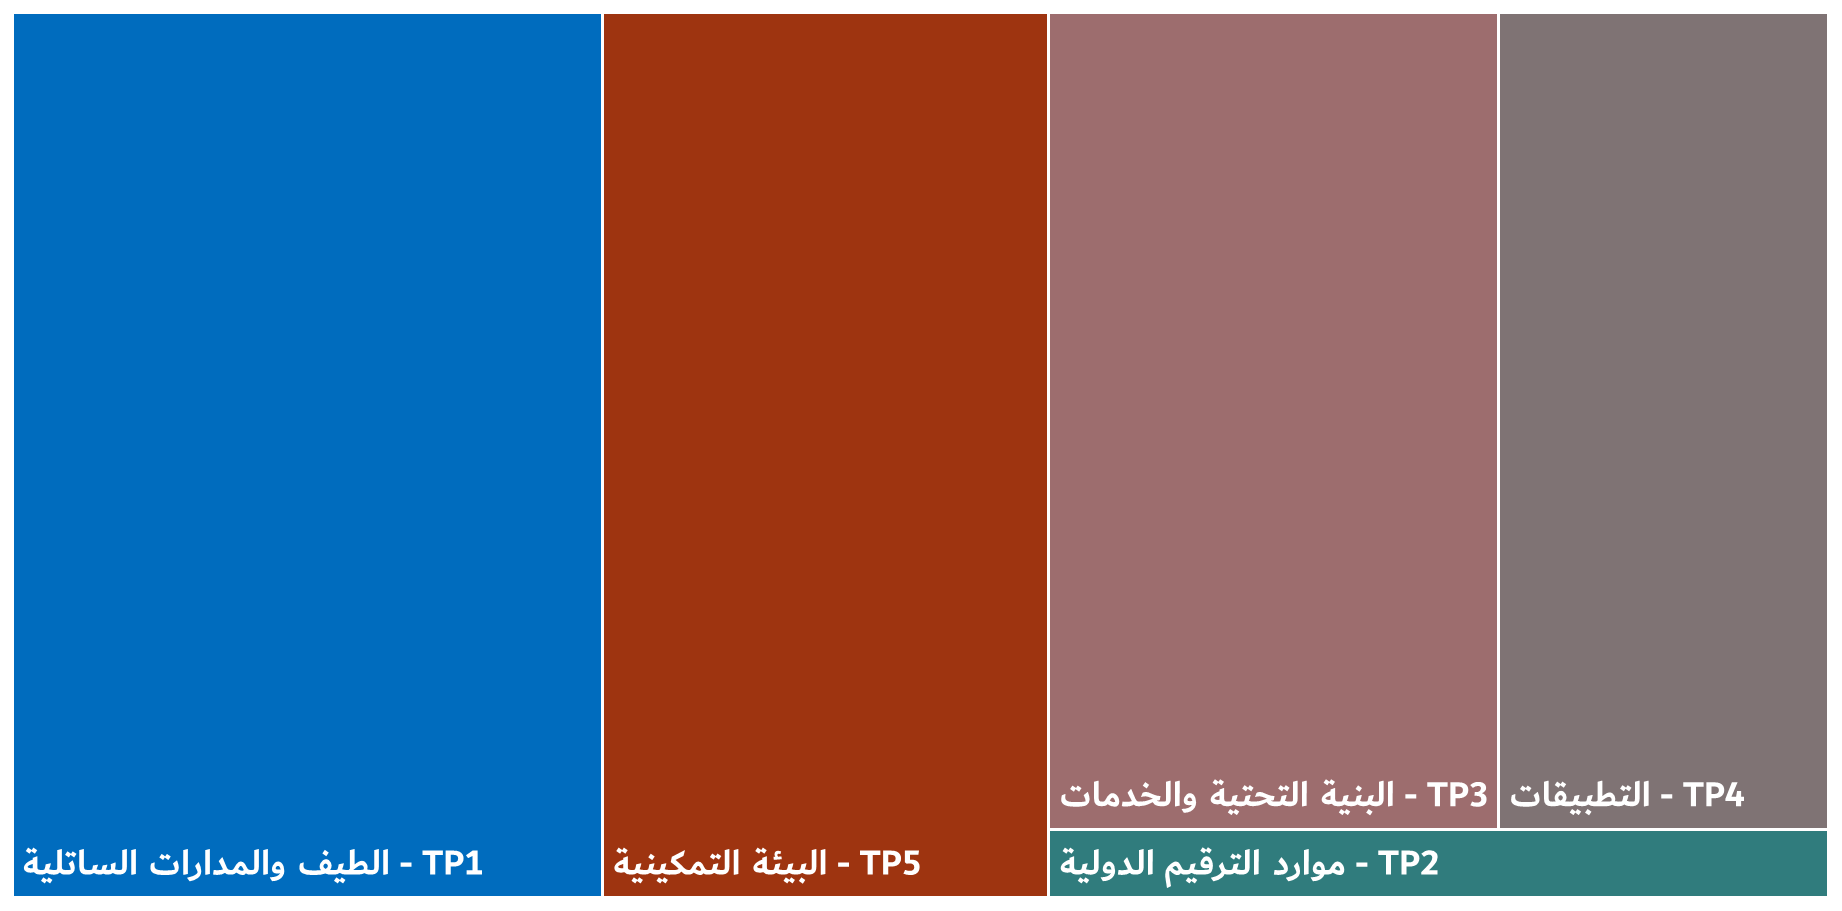 TP1 - الطيف والمدارات الساتلية
TP5 - البيئة التمكينية
TP3 - البنية التحتية والخدمات
TP4 - التطبيقات
TP2 - موارد الترقيم الدولية